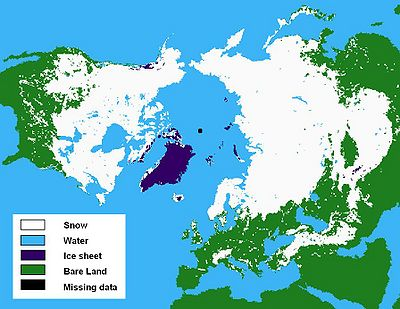 Snow
Water
Ice sheet
Bare Land
Missing data